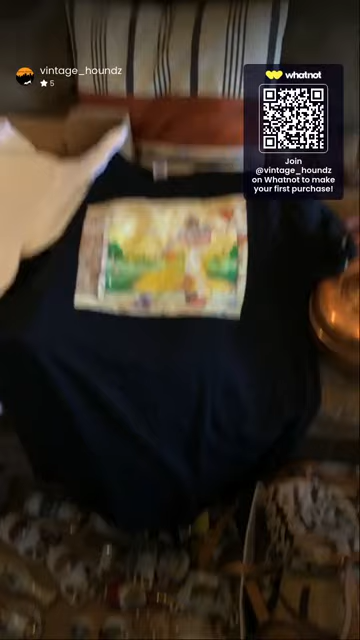 vintage_houndz
5
whatnot
Join
@vintage_houndz
on Whatnot to make
your first purchase!